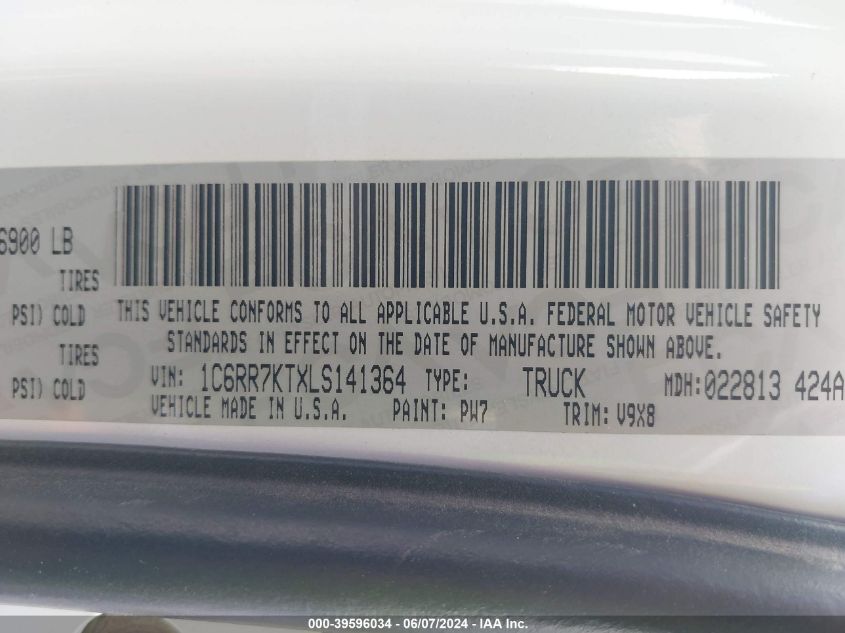 6900 LB
TIRES
PSI) COLD
TIRES
PSI) COLD
THIS VEHICLE CONFORMS TO ALL APPLICABLE U.S.A. FEDERAL MOTOR VEHICLE SAFETY
STANDARDS IN EFFECT ON THE DATE OF MANUFACTURE SHOWN ABOVE.
VIN: 1C6RR7KTXLS141364 TYPE: TRUCK MDH:022813 424A
VEHICLE MADE IN U.S.A. PAINT: PW7 TRIM: V9X8
000-39596034 - 06/07/2024 - IAA Inc.